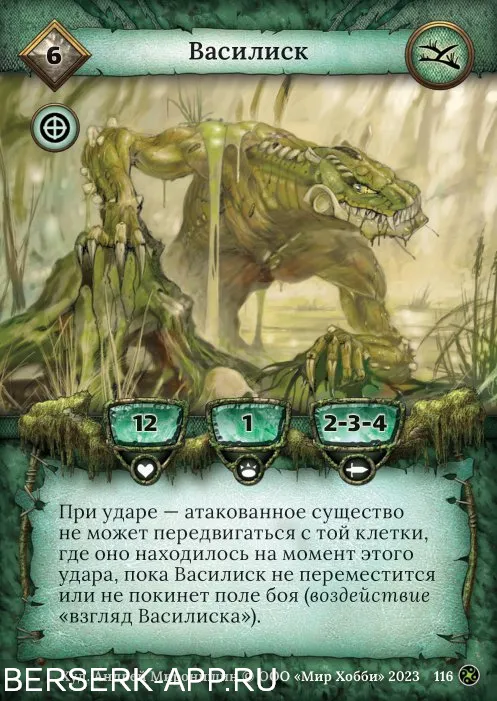 6
Василиск
12
1
2-3-4
При ударе — атакованное существо
не может передвигаться с той клетки,
где оно находилось на момент этого
удара, пока Василиск не переместится
или не покинет поле боя (воздействие
«взгляд Василиска»).
© ООО «Мир Хобби» 2023 116
BERSERK-APP.RU